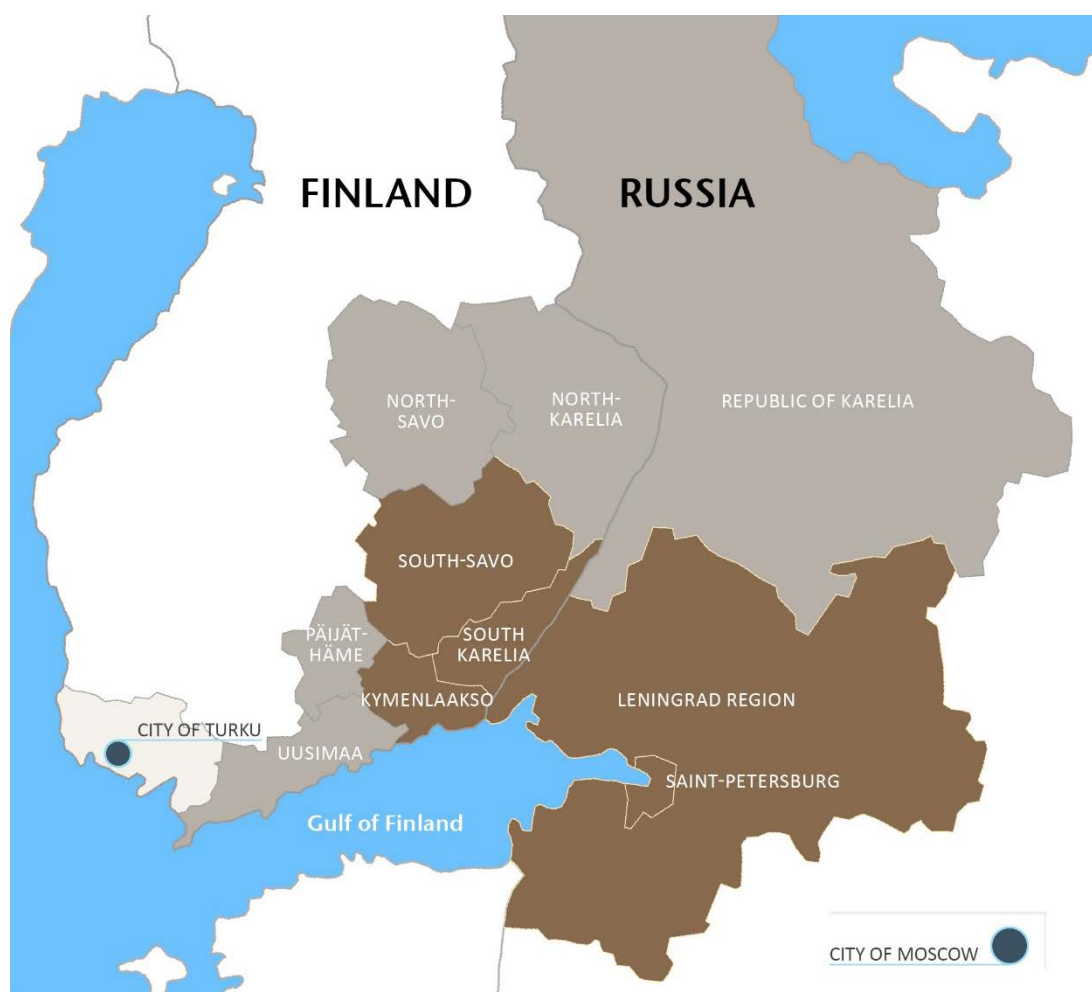 FINLAND
RUSSIA
NORTH-
SAVO
NORTH-
KARELIA
REPUBLIC OF KARELIA
SOUTH-SAVO
PÄIJÄT-
HÄME
SOUTH
KARELIA
KYMENLAAKSO
LENINGRAD REGION
CITY OF TURKU
UUSIMAA
SAINT-PETERSBURG
Gulf of Finland
CITY OF MOSCOW